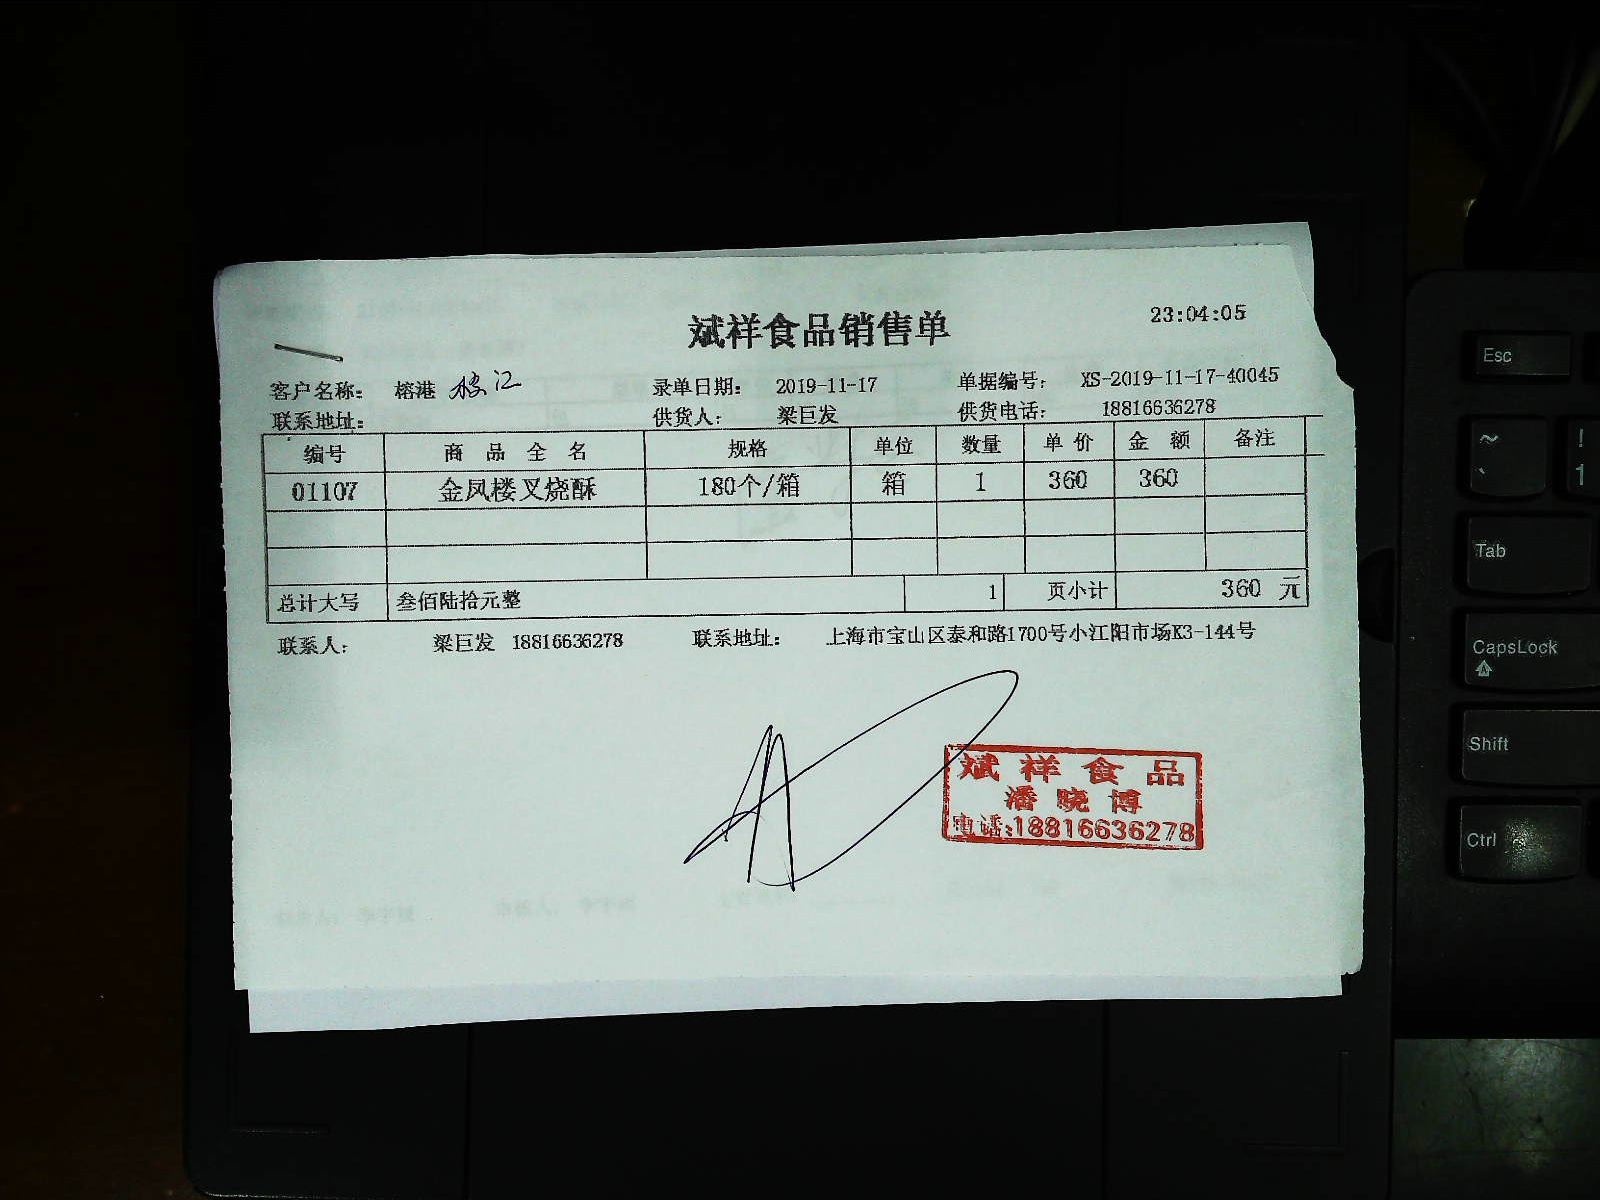 斌祥食品销售单 23:04:05
客户名称: 榕港 录单日期: 2019-11-17 单据编号: XS-2019-11-17-40045
联系地址: 供货人: 梁巨发 供货电话: 18816636278
编号 商品全名 规格 单位 数量 单价 金额 备注
01107 金凤楼叉烧酥 180个/箱 箱 1 360 360
总计大写 叁佰陆拾元整 1 页小计 360 元
联系人: 梁巨发 18816636278 联系地址: 上海市宝山区泰和路1700号小江阳市场K3-144号
斌祥食品
潘晓博
电话:18816636278
Esc
~ !
` 1
Tab
CapsLock
Shift
Ctrl